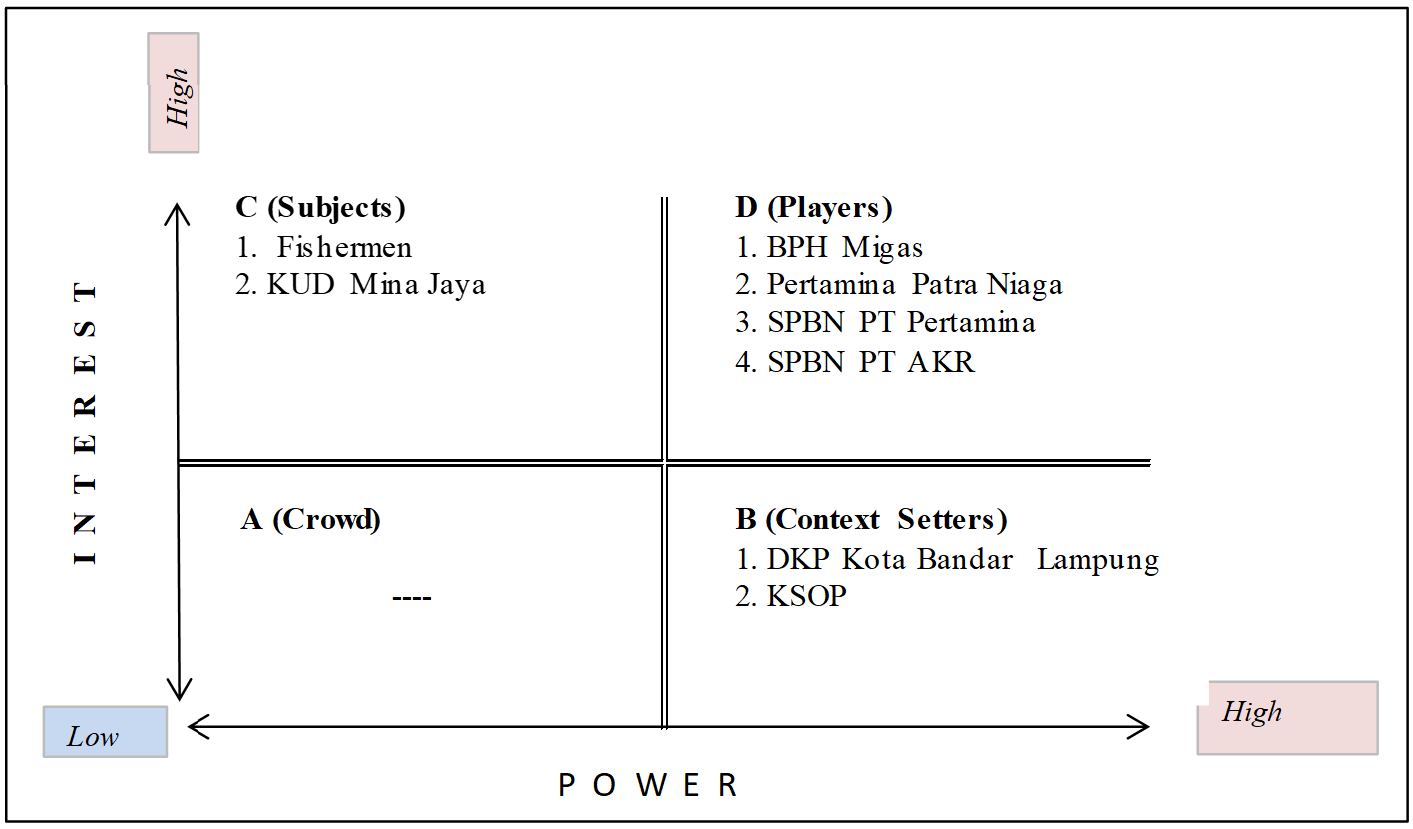 High
INTEREST
C (Subjects)
1. Fishermen
2. KUD Mina Jaya
D (Players)
1. BPH Migas
2. Pertamina Patra Niaga
3. SPBN PT Pertamina
4. SPBN PT AKR
A (Crowd)
----
B (Context Setters)
1. DKP Kota Bandar Lampung
2. KSOP
Low
High
POWER